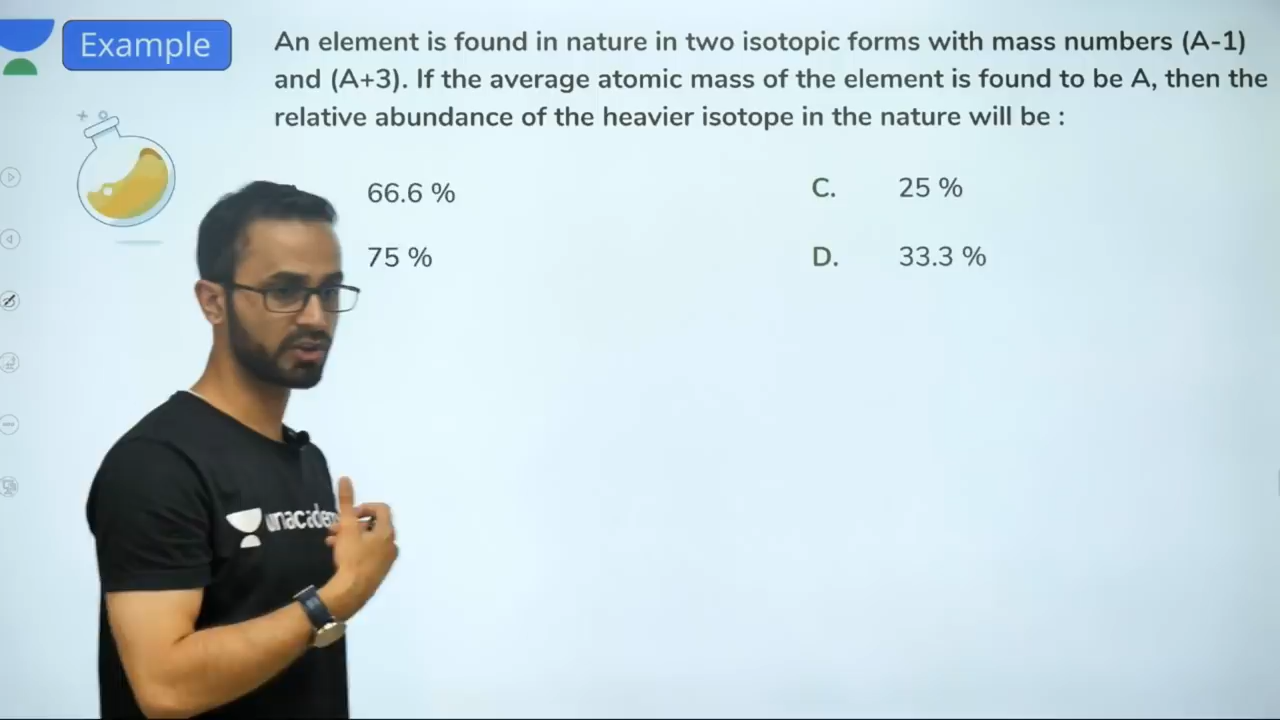 Example
An element is found in nature in two isotopic forms with mass numbers (A-1)
and (A+3). If the average atomic mass of the element is found to be A, then the
relative abundance of the heavier isotope in the nature will be :
66.6 %
C. 25 %
75 %
D. 33.3 %